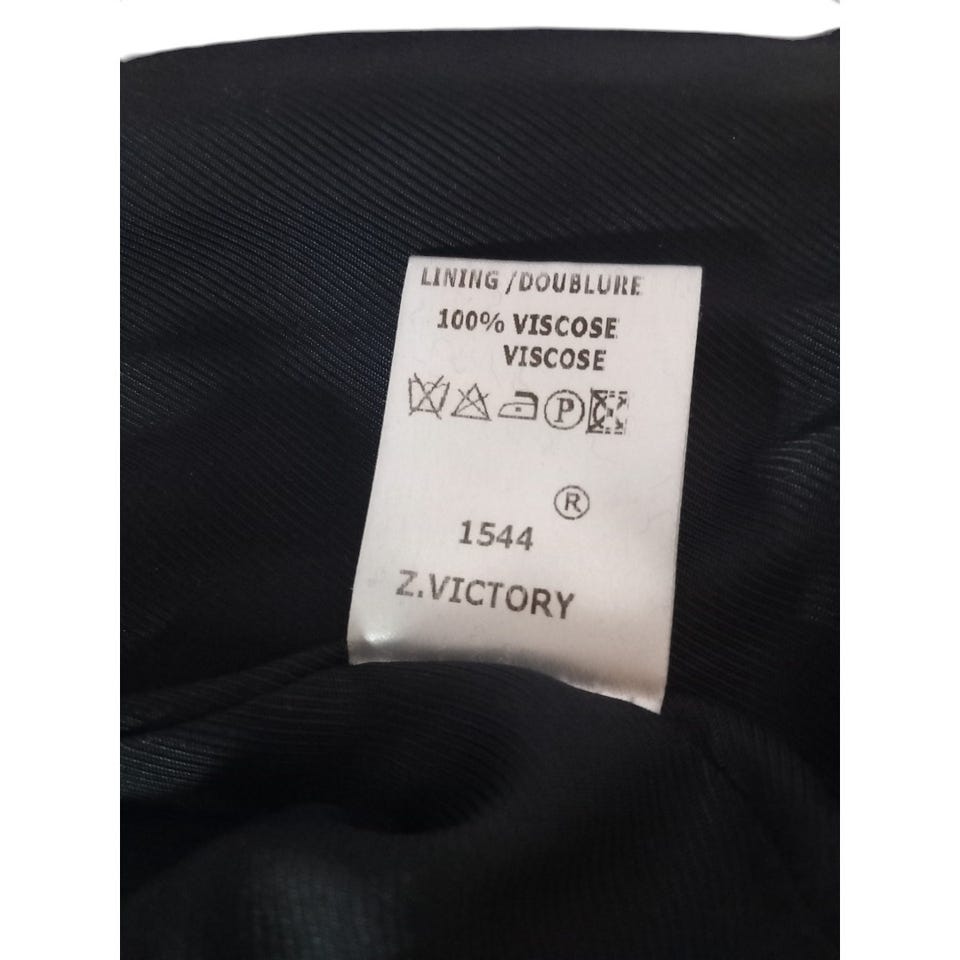 LINING /DOUBLURE
100% VISCOSE
VISCOSE
P
®
1544
Z.VICTORY